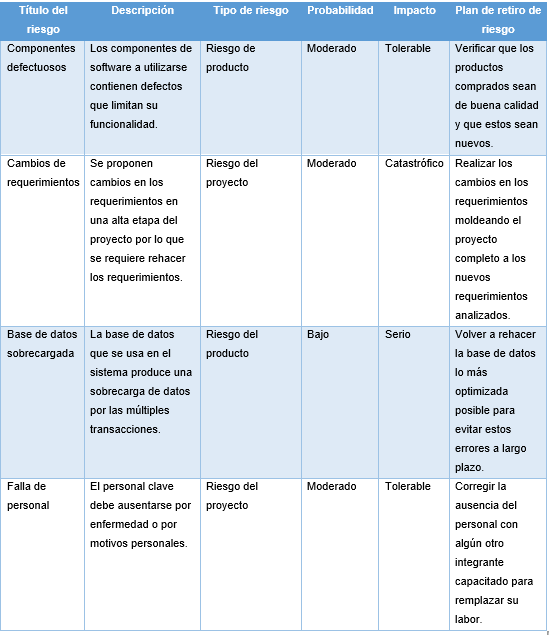 Título del riesgo
Descripción
Tipo de riesgo
Probabilidad
Impacto
Plan de retiro de riesgo
Componentes
defectuosos
Los componentes de
software a utilizarse
contienen defectos
que limitan su
funcionalidad.
Riesgo de
producto
Moderado
Tolerable
Verificar que los
productos
comprados sean
de buena calidad
y que estos sean
nuevos.
Cambios de
requerimientos
Se proponen
cambios en los
requerimientos en
una alta etapa del
proyecto por lo que
se requiere rehacer
los requerimientos.
Riesgo del
proyecto
Moderado
Catastrófico
Realizar los
cambios en los
requerimientos
moldeando el
proyecto
completo a los
nuevos
requerimientos
analizados.
Base de datos
sobrecargada
La base de datos
que se usa en el
sistema produce una
sobrecarga de datos
por las múltiples
transacciones.
Riesgo del
producto
Bajo
Serio
Volver a rehacer
la base de datos
lo más
optimizada
posible para
evitar estos
errores a largo
plazo.
Falla de
personal
El personal clave
debe ausentarse por
enfermedad o por
motivos personales.
Riesgo del
proyecto
Moderado
Tolerable
Corregir la
ausencia del
personal con
algún otro
integrante
capacitado para
remplazar su
labor.